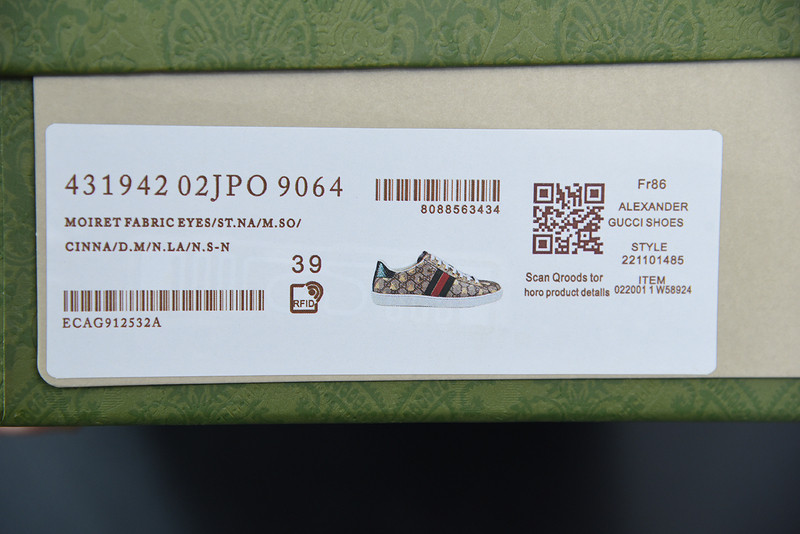 431942 02JPO 9064
MOIRET FABRIC EYES/ST.NA/M.SO/
CINNA/D.M/N.LA/N.S-N
39
RFID
ECAG912532A
8088563434
Scan Qroods tor
horo product details
Fr86
ALEXANDER
GUCCI SHOES
STYLE
221101485
ITEM
022001 1 W58924